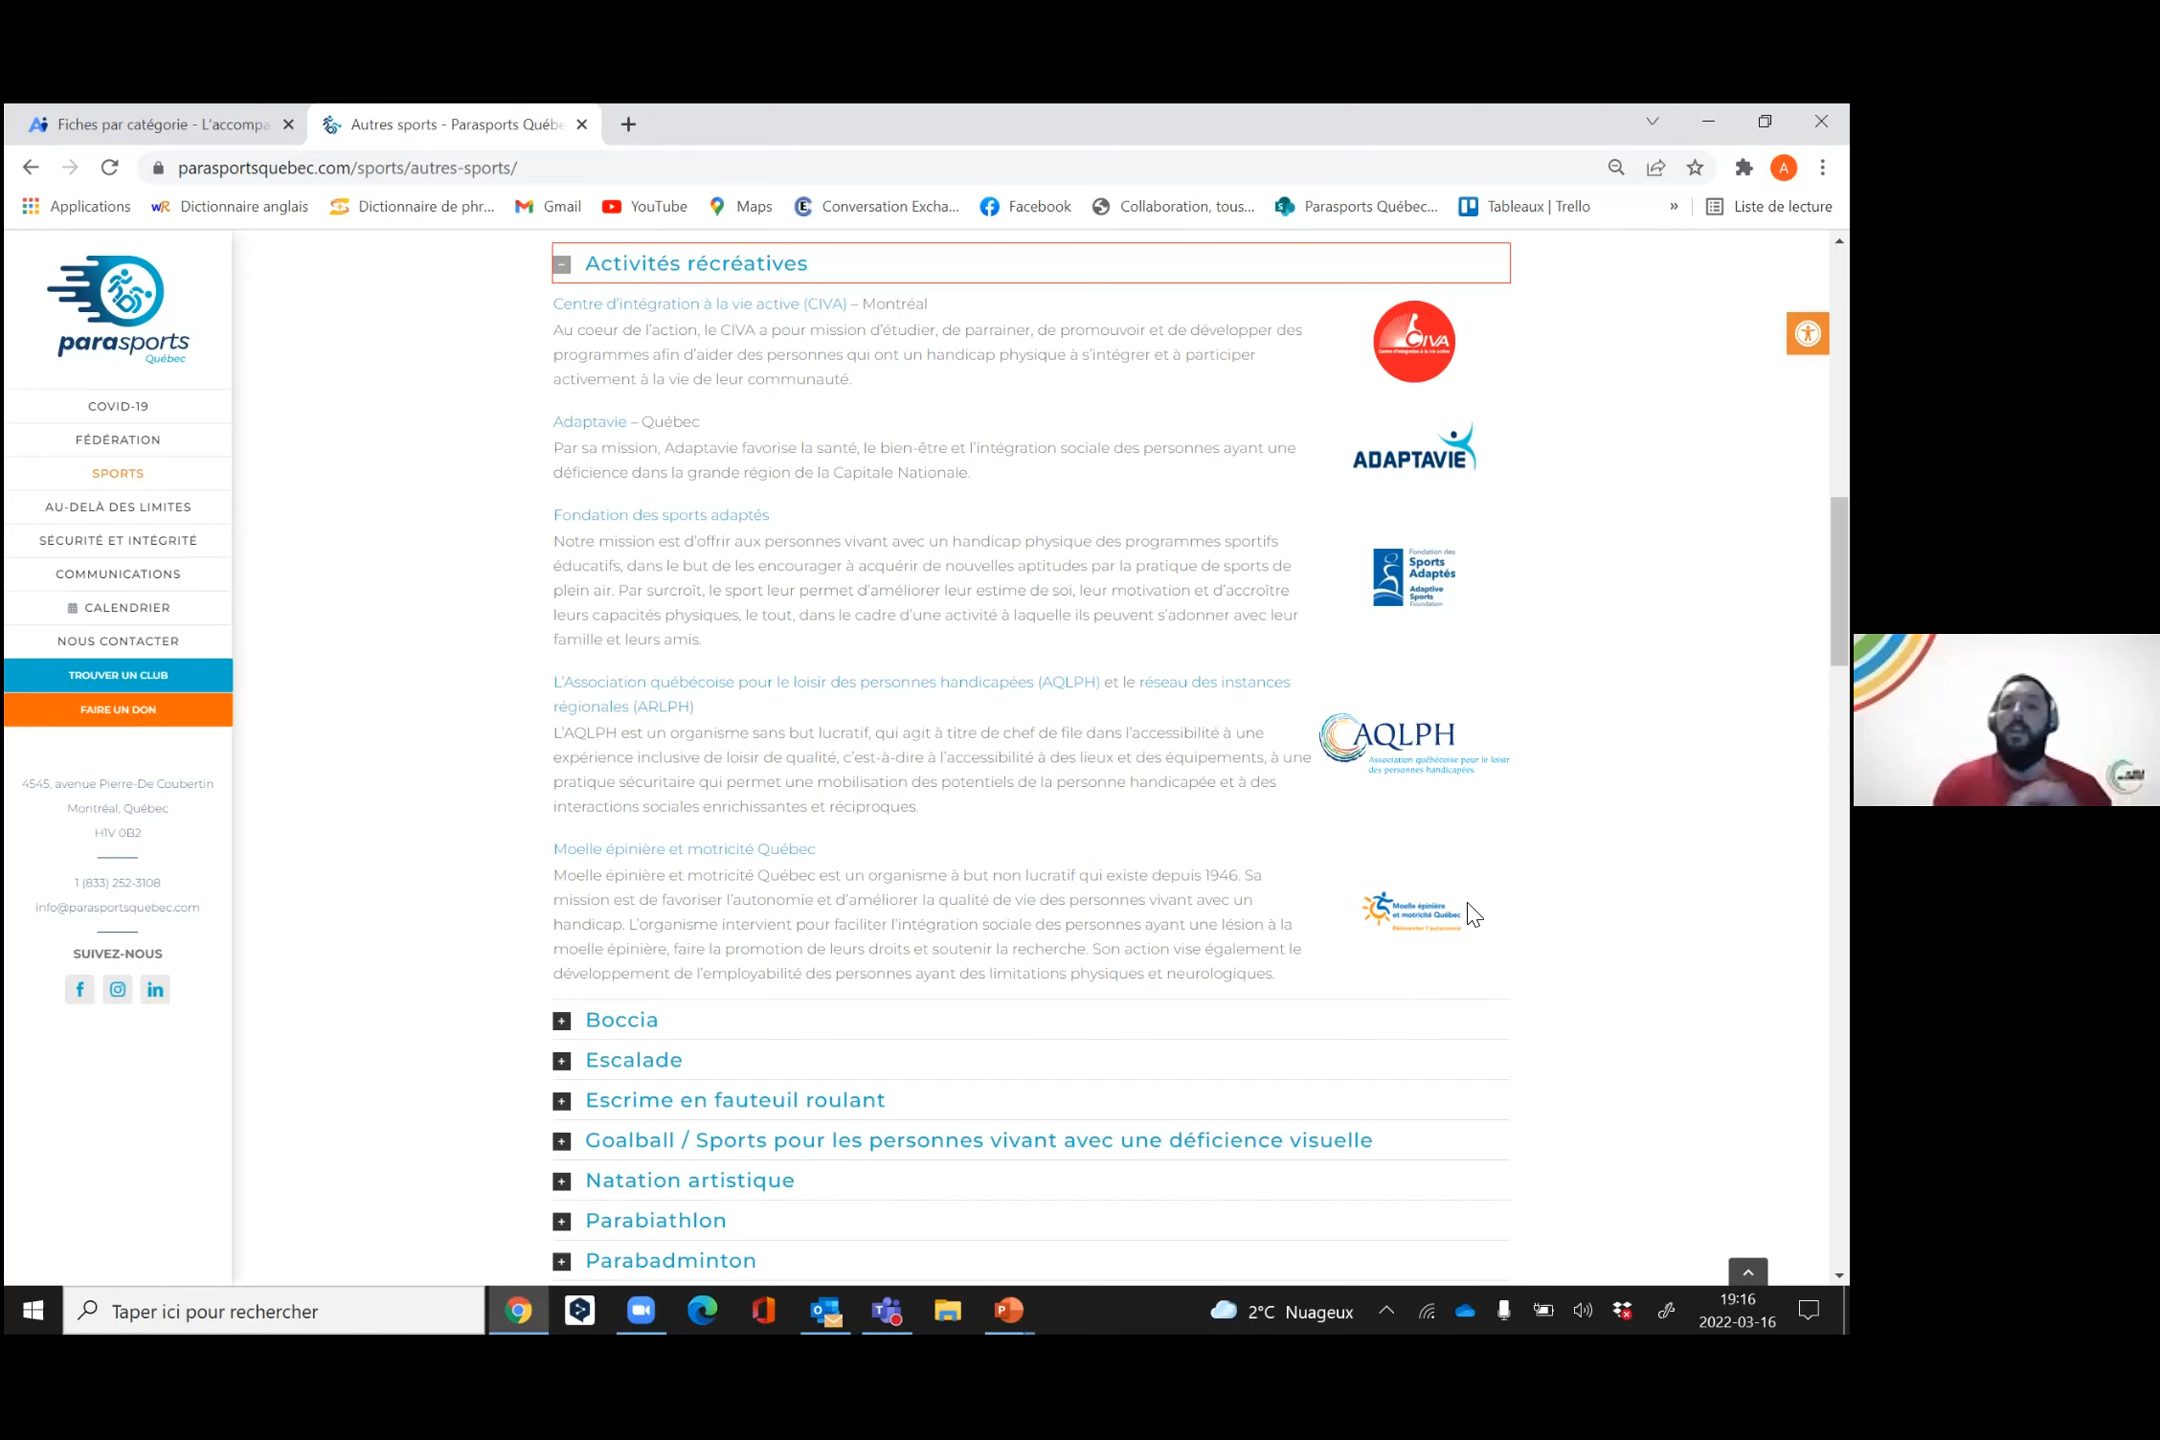 Fiches par catégorie - L'accompa
Autres sports - Parasports Québe
parasportsquebec.com/sports/autres-sports/
A
Applications
wR Dictionnaire anglais
Dictionnaire de phr...
Gmail
YouTube
Maps
Conversation Excha...
Facebook
Collaboration, tous...
Parasports Québec...
Tableaux | Trello
»
Liste de lecture
parasports
Québec
COVID-19
FÉDÉRATION
SPORTS
AU-DELÀ DES LIMITES
SÉCURITÉ ET INTÉGRITÉ
COMMUNICATIONS
CALENDRIER
NOUS CONTACTER
TROUVER UN CLUB
FAIRE UN DON
4545, avenue Pierre-De Coubertin
Montréal, Québec
H1V 0B2
1 (833) 252-3108
info@parasportsquebec.com
SUIVEZ-NOUS
Activités récréatives
Centre d'intégration à la vie active (CIVA) – Montréal
Au coeur de l'action, le CIVA a pour mission d'étudier, de parrainer, de promouvoir et de développer des
programmes afin d'aider des personnes qui ont un handicap physique à s'intégrer et à participer
activement à la vie de leur communauté.
CIVA
Centre d'intégration à la vie active
Adaptavie – Québec
Par sa mission, Adaptavie favorise la santé, le bien-être et l'intégration sociale des personnes ayant une
déficience dans la grande région de la Capitale Nationale.
ADAPTAVIE
Fondation des sports adaptés
Notre mission est d'offrir aux personnes vivant avec un handicap physique des programmes sportifs
éducatifs, dans le but de les encourager à acquérir de nouvelles aptitudes par la pratique de sports de
plein air. Par surcroît, le sport leur permet d'améliorer leur estime de soi, leur motivation et d'accroître
leurs capacités physiques, le tout, dans le cadre d'une activité à laquelle ils peuvent s'adonner avec leur
famille et leurs amis.
Fondation des
Sports
Adaptés
Adaptive
Sports
Foundation
L'Association québécoise pour le loisir des personnes handicapées (AQLPH) et le réseau des instances
régionales (ARLPH)
L'AQLPH est un organisme sans but lucratif, qui agit à titre de chef de file dans l'accessibilité à une
expérience inclusive de loisir de qualité, c'est-à-dire à l'accessibilité à des lieux et des équipements, à une
pratique sécuritaire qui permet une mobilisation des potentiels de la personne handicapée et à des
interactions sociales enrichissantes et réciproques.
AQLPH
Association québécoise pour le loisir
des personnes handicapées
Moelle épinière et motricité Québec
Moelle épinière et motricité Québec est un organisme à but non lucratif qui existe depuis 1946. Sa
mission est de favoriser l'autonomie et d'améliorer la qualité de vie des personnes vivant avec un
handicap. L'organisme intervient pour faciliter l'intégration sociale des personnes ayant une lésion à la
moelle épinière, faire la promotion de leurs droits et soutenir la recherche. Son action vise également le
développement de l'employabilité des personnes ayant des limitations physiques et neurologiques.
Moelle épinière
et motricité Québec
Réinventer l'autonomie
Boccia
Escalade
Escrime en fauteuil roulant
Goalball / Sports pour les personnes vivant avec une déficience visuelle
Natation artistique
Parabiathlon
Parabadminton
Taper ici pour rechercher
2°C Nuageux
19:16
2022-03-16